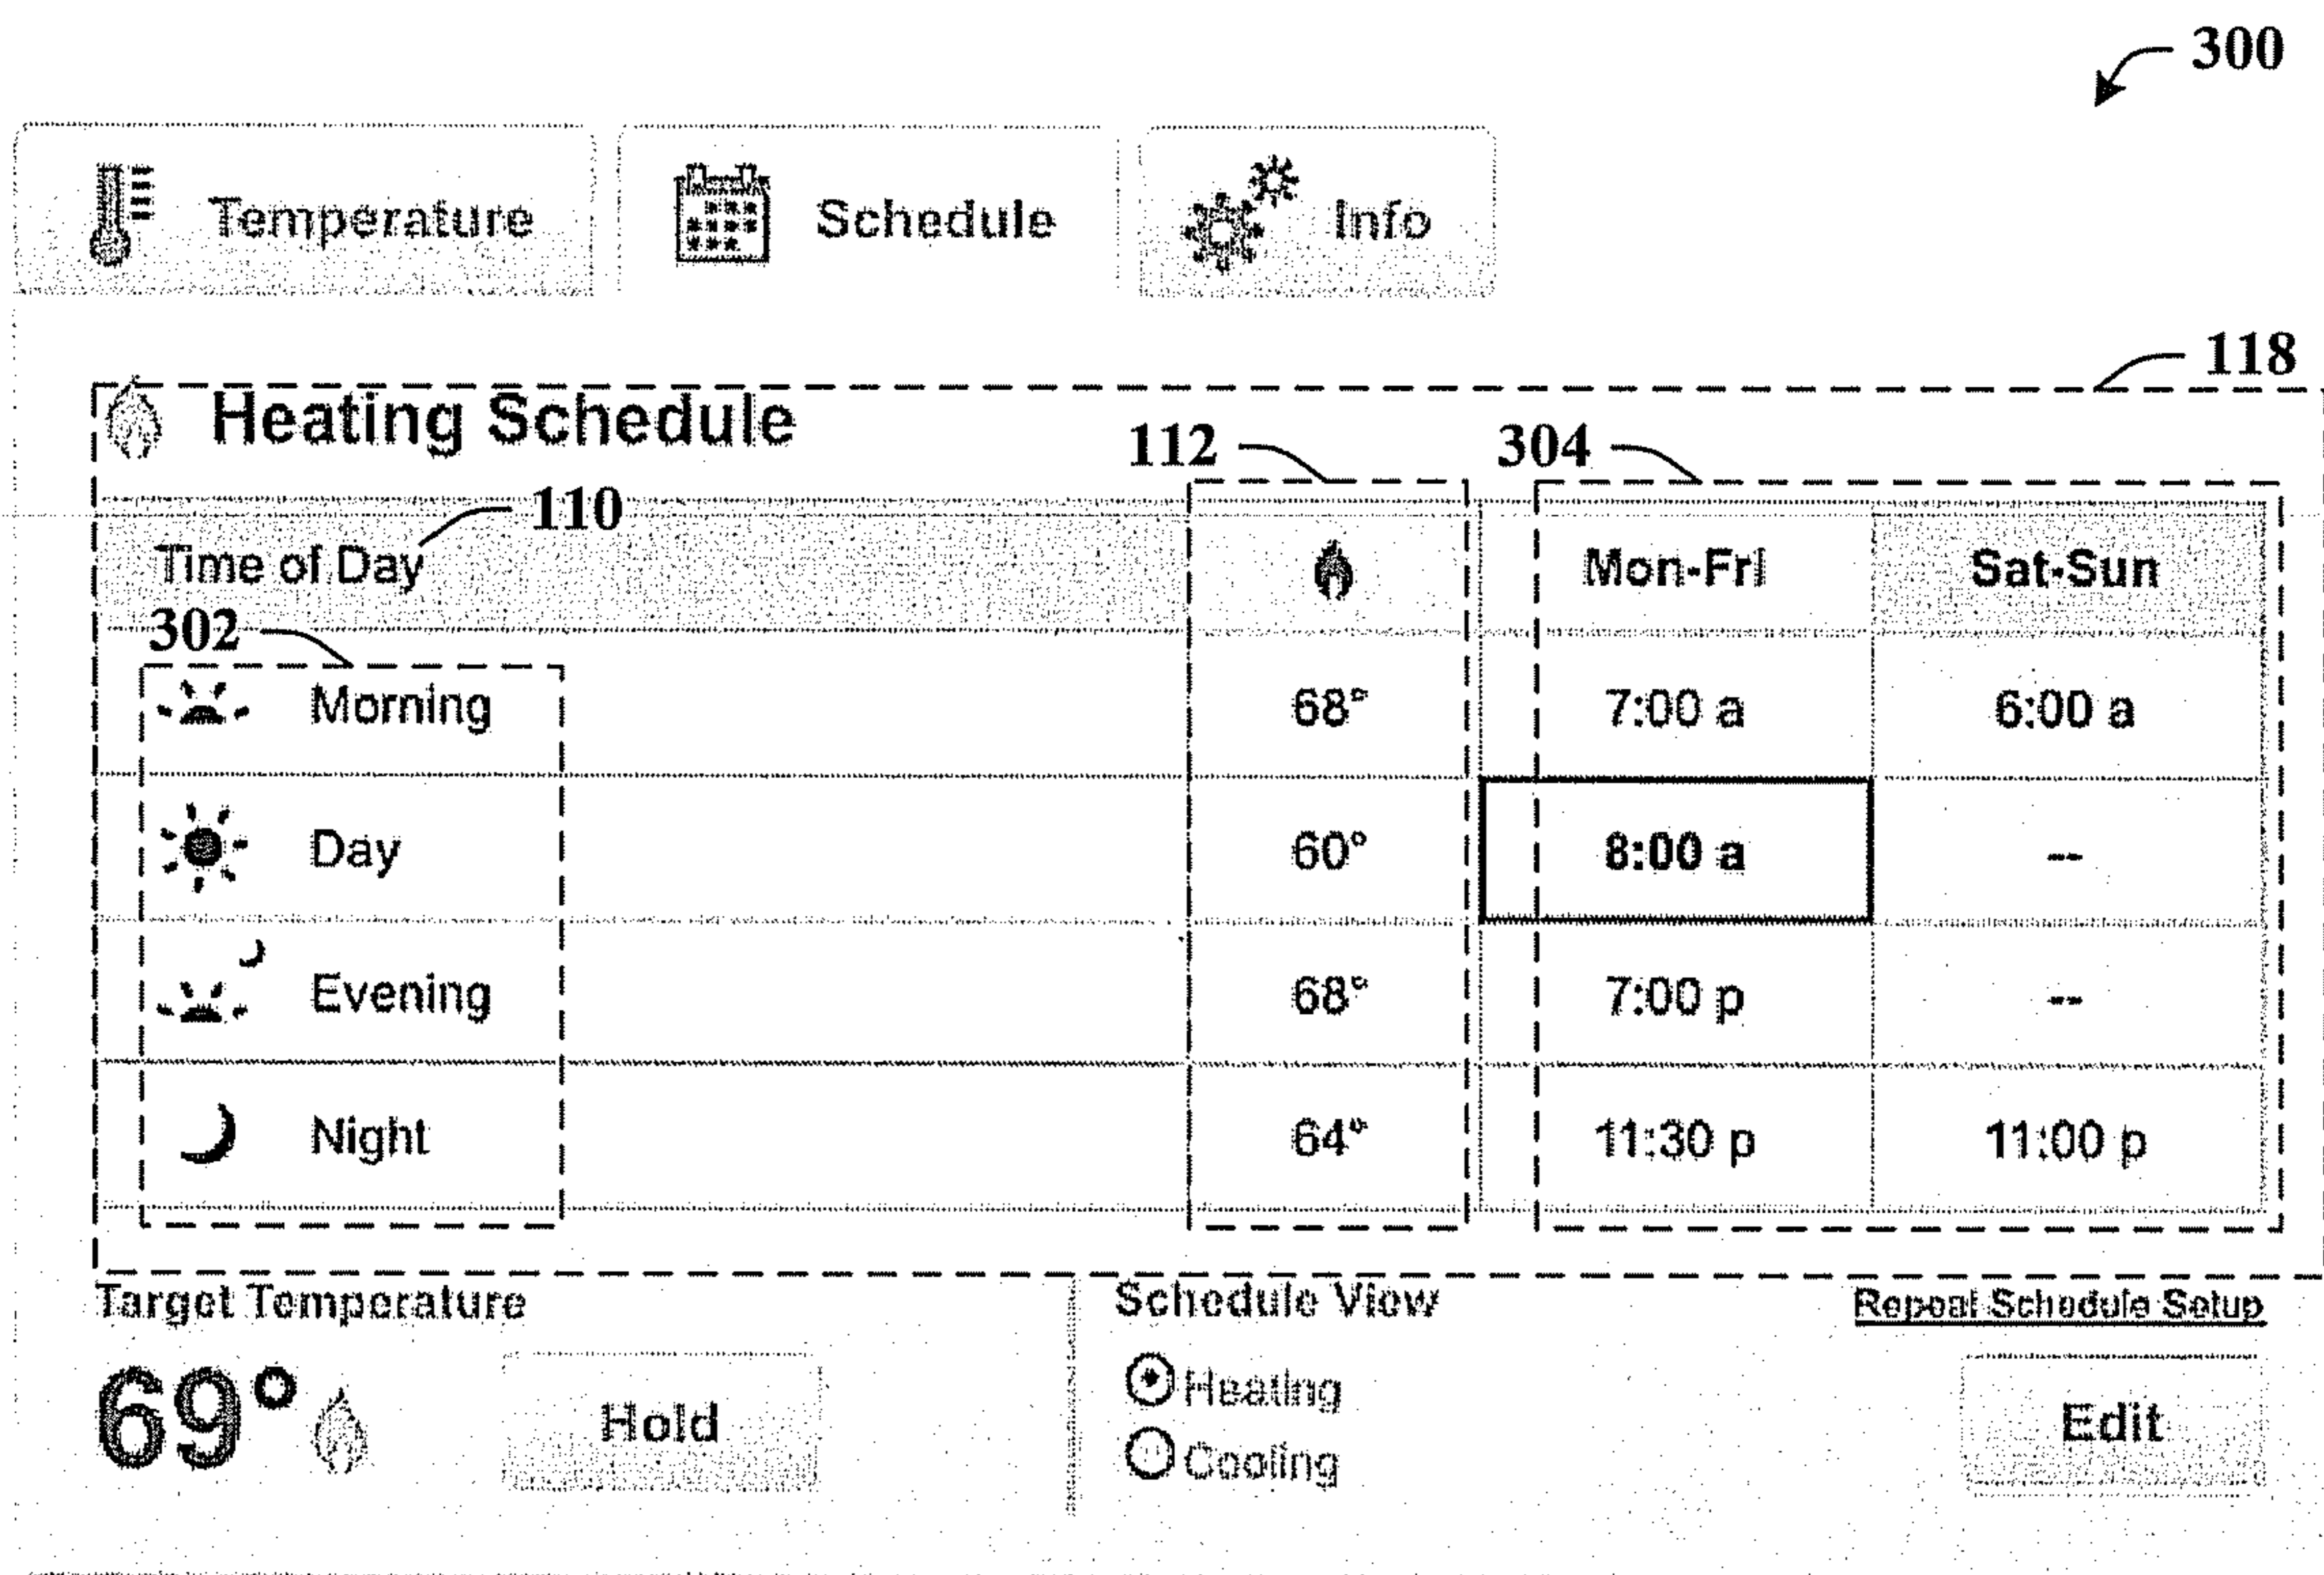 300
Temperature Schedule Info
118
Heating Schedule
112 304
110
Time of Day Mon-Fri Sat-Sun
302
Morning 68° 7:00 a 6:00 a
Day 60° 8:00 a --
Evening 68° 7:00 p --
Night 64° 11:30 p 11:00 p
Target Temperature Schedule View Repeat Schedule Setup
69° Hold Heating Edit
Cooling